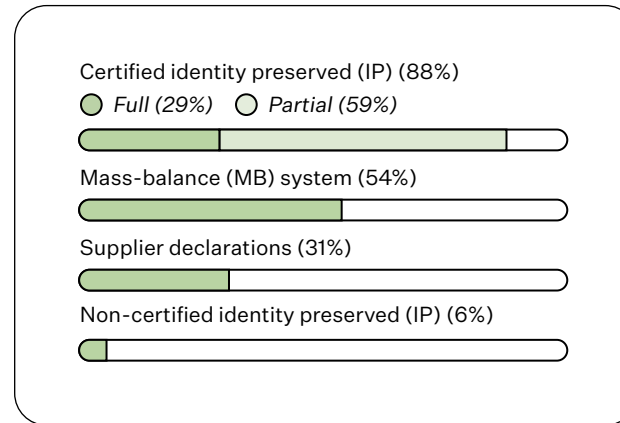 Certified identity preserved (IP) (88%)
Full (29%) Partial (59%)
Mass-balance (MB) system (54%)
Supplier declarations (31%)
Non-certified identity preserved (IP) (6%)